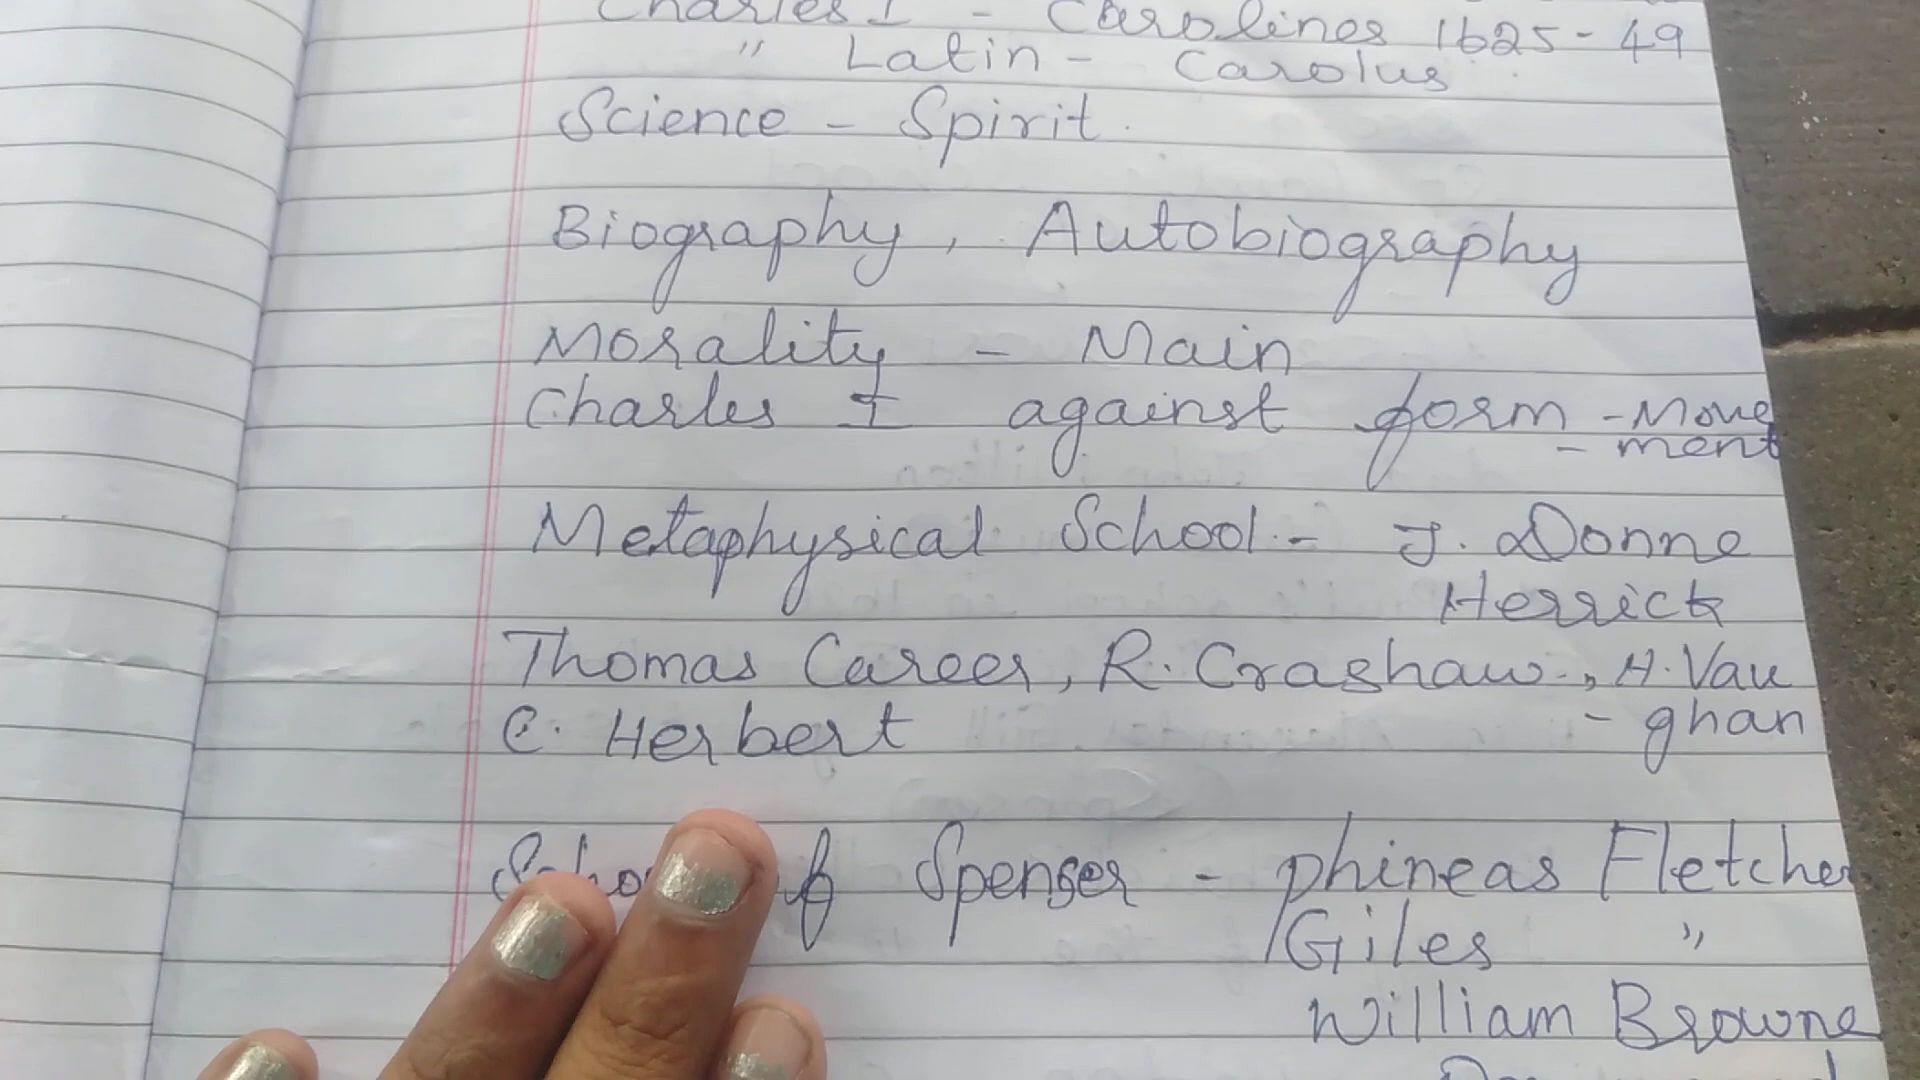 Charles I - Carolines 1625-49
" Latin - Carolus
Science - Spirit.
Biography, Autobiography
Morality - Main
Charles I against form - Move
- ment
Metaphysical School - J. Donne
Herrick
Thomas Career, R. Crashaw, H. Vau
- ghan
C. Herbert
of Spenser - Phineas Fletcher
Giles "
William Browne